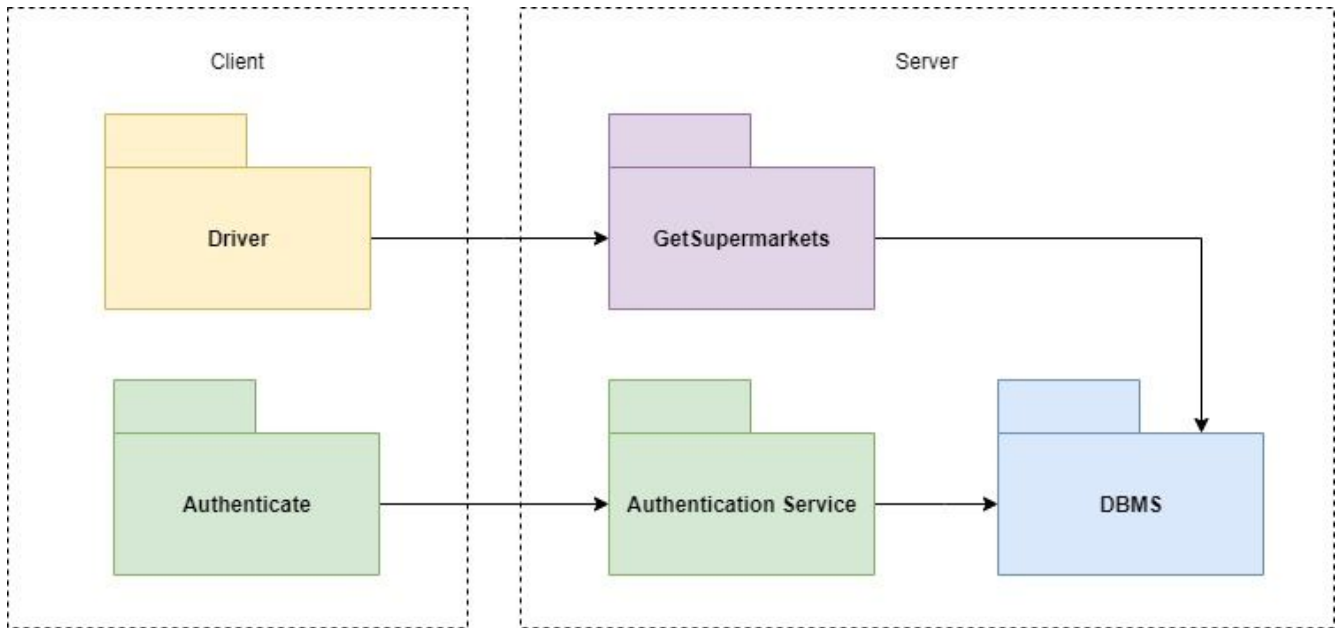 Client
Server
Driver
GetSupermarkets
Authenticate
Authentication Service
DBMS